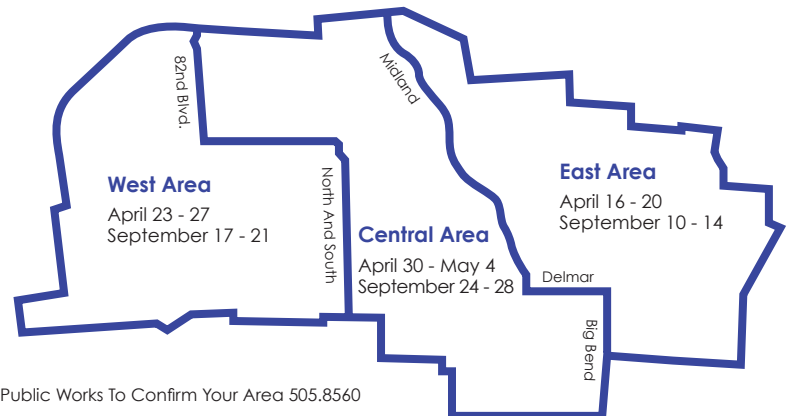 82nd Blvd.
Midland
West Area
April 23 - 27
September 17 - 21
North And South
Central Area
April 30 - May 4
September 24 - 28
East Area
April 16 - 20
September 10 - 14
Delmar
Big Bend
Public Works To Confirm Your Area 505.8560